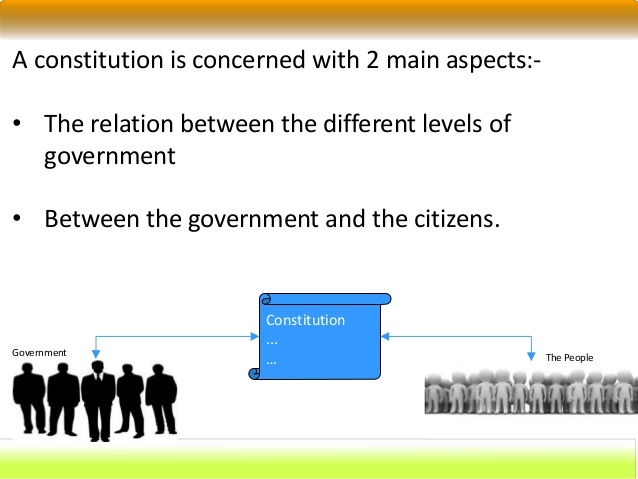 A constitution is concerned with 2 main aspects:-
• The relation between the different levels of
government
• Between the government and the citizens.
Constitution
...
...
Government
The People